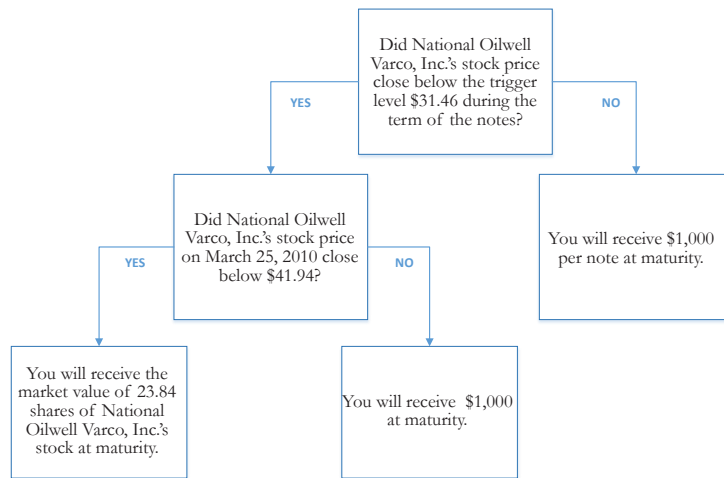 Did National Oilwell
Varco, Inc.'s stock price
close below the trigger
level $31.46 during the
term of the notes?
YES
NO
Did National Oilwell
Varco, Inc.'s stock price
on March 25, 2010 close
below $41.94?
You will receive $1,000
per note at maturity.
YES
NO
You will receive the
market value of 23.84
shares of National
Oilwell Varco, Inc.'s
stock at maturity.
You will receive $1,000
at maturity.